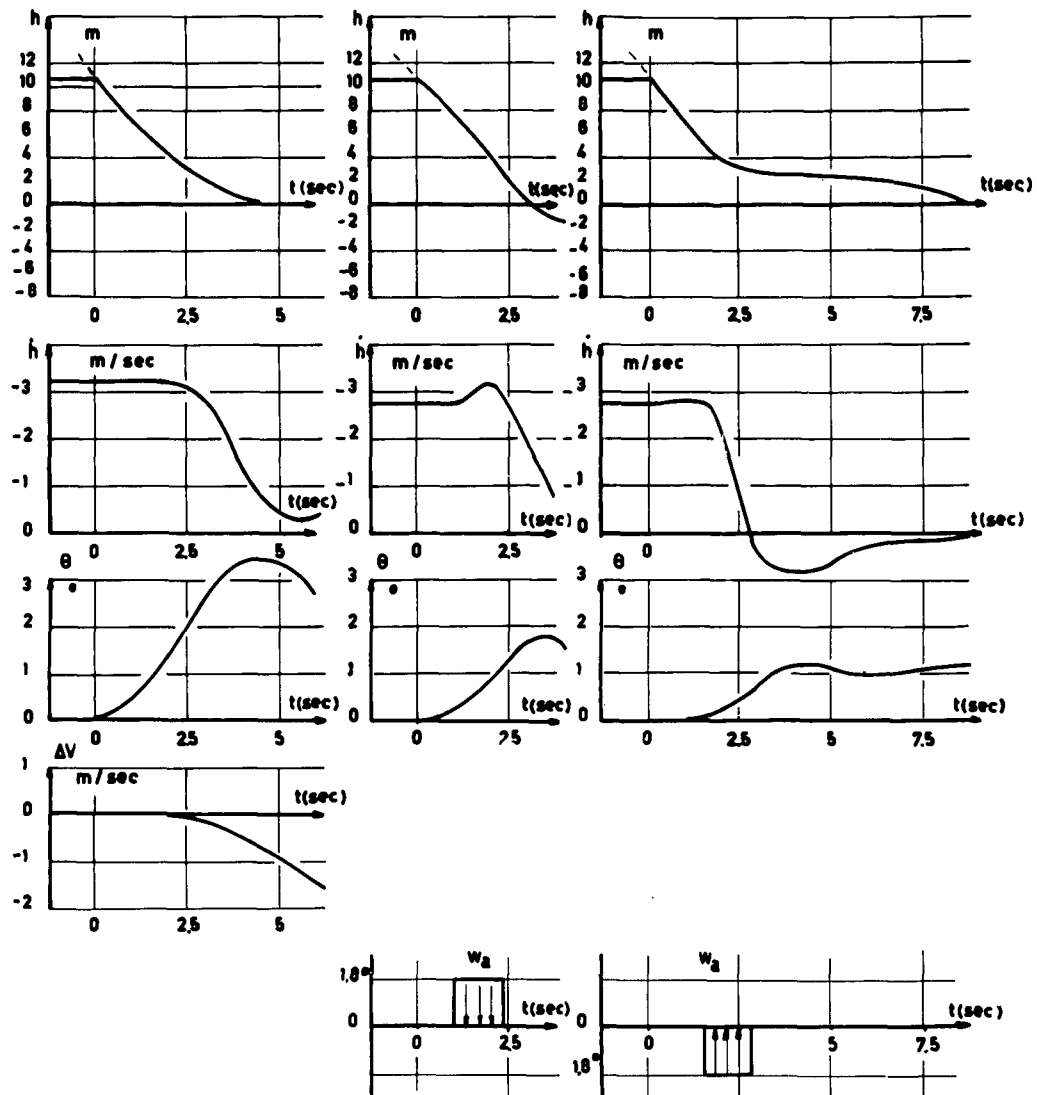 h h h
m m m
12 12 12
10 10 10
8 8 8
6 6 6
4 4 4
2 t(sec) 2 t(sec) 2 t(sec)
0 0 0
-2 -2 -2
-4 -4 -4
-6 -6 -6
-8 -8 -8
0 2,5 5 0 2,5 0 2,5 5 7,5
ḣ m/sec ḣ m/sec ḣ m/sec
-3 -3 -3
-2 -2 -2
-1 -1 -1
t(sec) t(sec) t(sec)
0 0 0
0 2,5 5 0 2,5 0
θ θ θ
° ° °
3 3 3
2 2 2
1 1 1
t(sec) t(sec) t(sec)
0 0 0
0 2,5 5 0 25 0 2,5 5 7,5
ΔV
1 m/sec
t(sec)
0
-1
-2
0 2,5 5
wa wa
1,8°
t(sec) t(sec)
0 0
0 2,5 0 5 7,5
1,8°